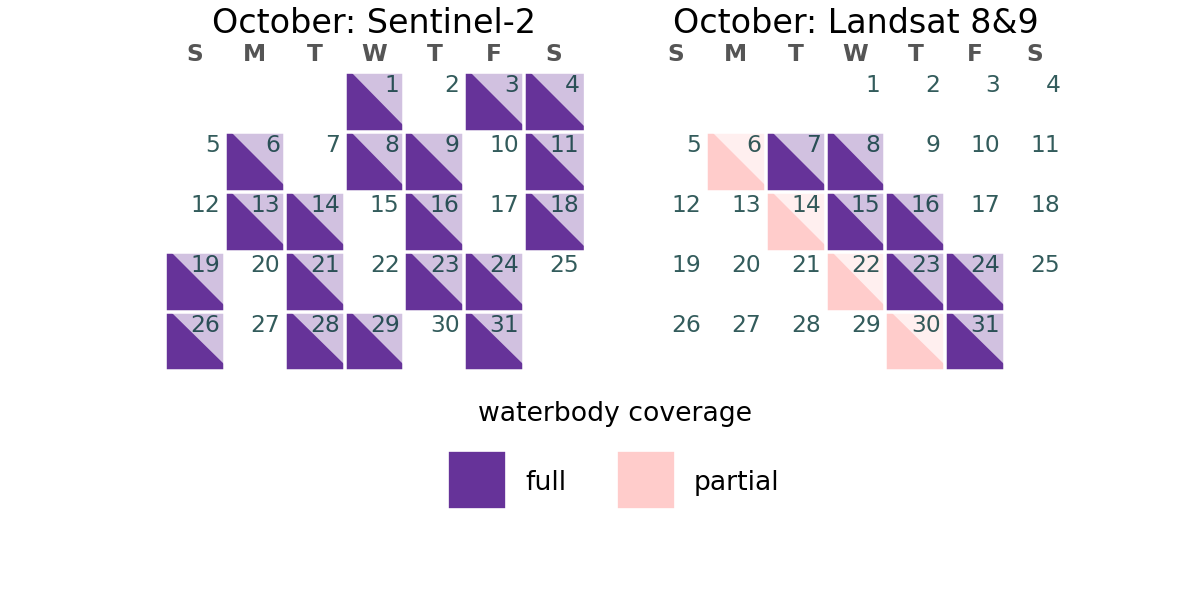 October: Sentinel-2
S M T W T F S
1 2 3 4
5 6 7 8 9 10 11
12 13 14 15 16 17 18
19 20 21 22 23 24 25
26 27 28 29 30 31
October: Landsat 8&9
S M T W T F S
1 2 3 4
5 6 7 8 9 10 11
12 13 14 15 16 17 18
19 20 21 22 23 24 25
26 27 28 29 30 31
waterbody coverage
full partial